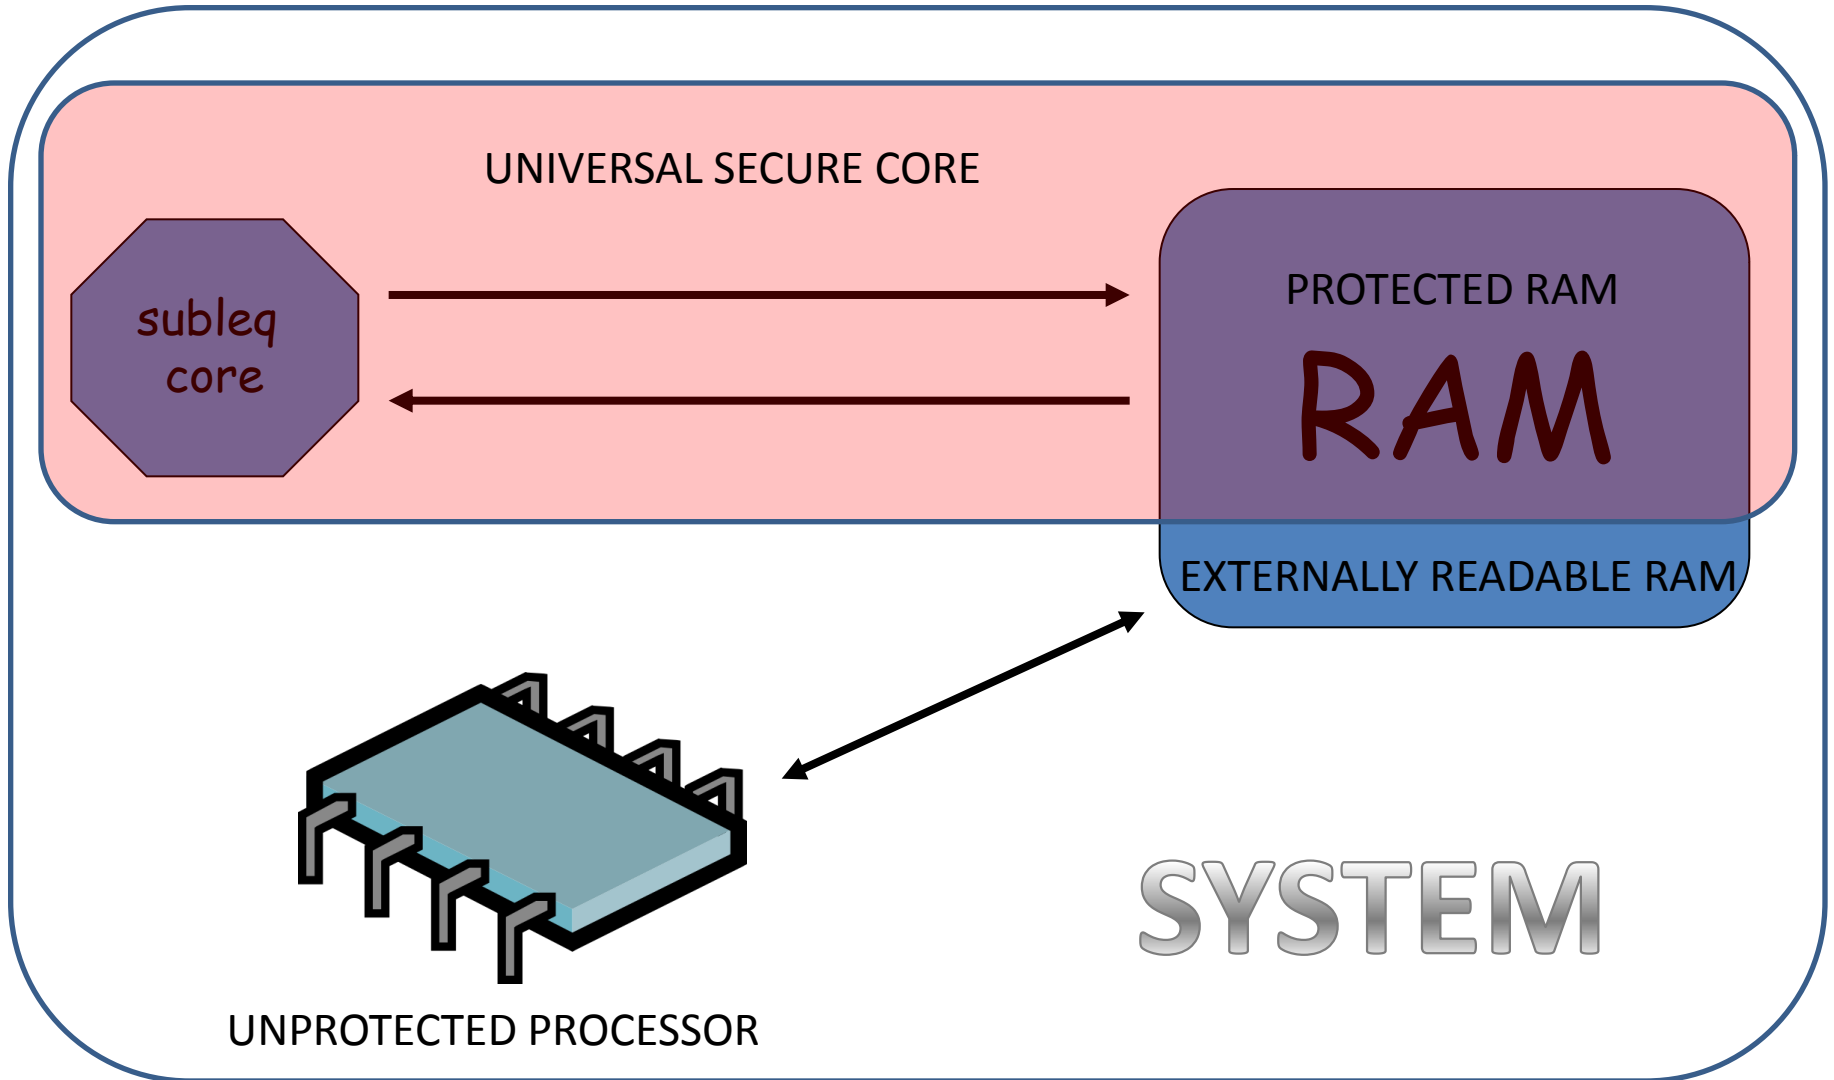 UNIVERSAL SECURE CORE
subleq
core
PROTECTED RAM
RAM
EXTERNALLY READABLE RAM
SYSTEM
UNPROTECTED PROCESSOR